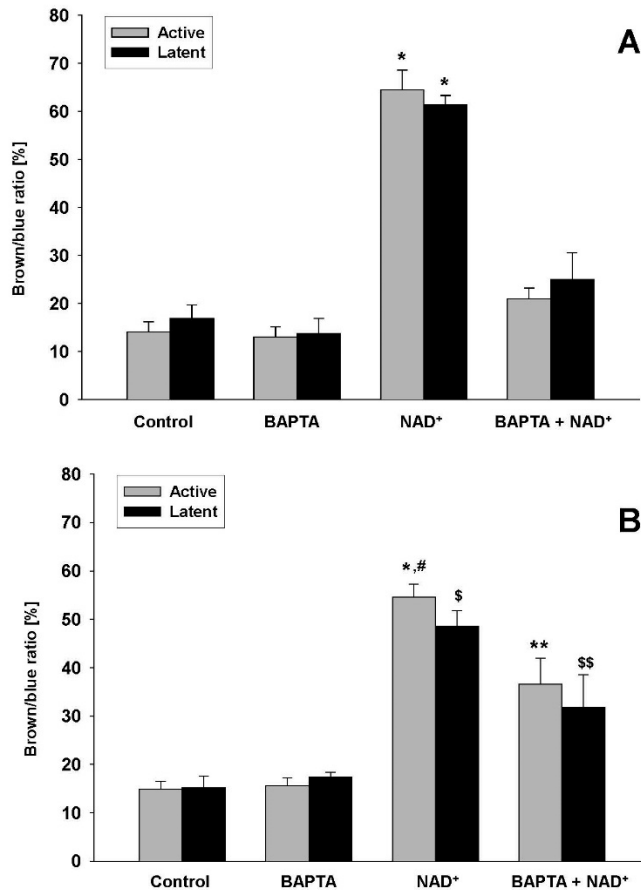 Active
Latent
A
Brown/blue ratio [%]
80
70
60
50
40
30
20
10
0
*
*
Control
BAPTA
NAD⁺
BAPTA + NAD⁺
Active
Latent
B
Brown/blue ratio [%]
80
70
60
50
40
30
20
10
0
*,#
$
**
$$
Control
BAPTA
NAD⁺
BAPTA + NAD⁺